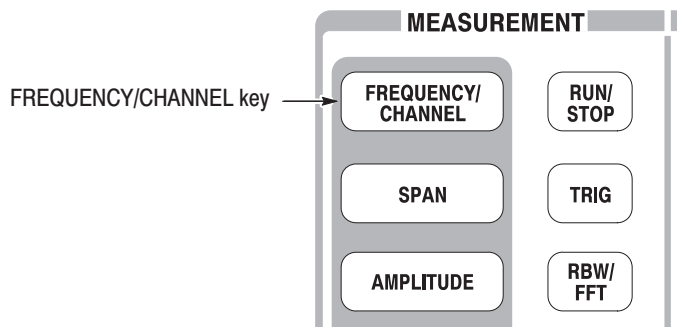 MEASUREMENT
FREQUENCY/CHANNEL key
FREQUENCY/
CHANNEL
RUN/
STOP
SPAN
TRIG
AMPLITUDE
RBW/
FFT